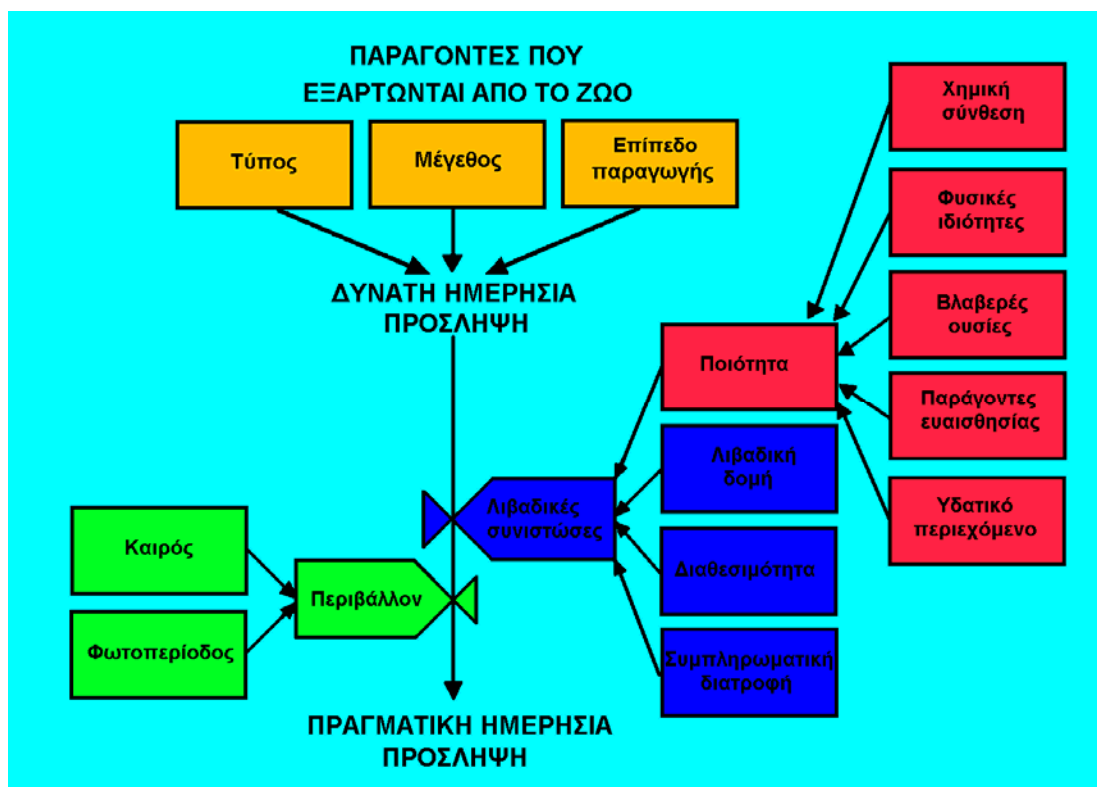 ΠΑΡΑΓΟΝΤΕΣ ΠΟΥ
ΕΞΑΡΤΩΝΤΑΙ ΑΠΟ ΤΟ ΖΩΟ
Τύπος
Μέγεθος
Επίπεδο
παραγωγής
ΔΥΝΑΤΗ ΗΜΕΡΗΣΙΑ
ΠΡΟΣΛΗΨΗ
Χημική
σύνθεση
Φυσικές
ιδιότητες
Βλαβερές
ουσίες
Παράγοντες
ευαισθησίας
Υδατικό
περιεχόμενο
Ποιότητα
Λιβαδική
δομή
Διαθεσιμότητα
Συμπληρωματική
διατροφή
Λιβαδικές
συνιστώσες
Καιρός
Φωτοπερίοδος
Περιβάλλον
ΠΡΑΓΜΑΤΙΚΗ ΗΜΕΡΗΣΙΑ
ΠΡΟΣΛΗΨΗ